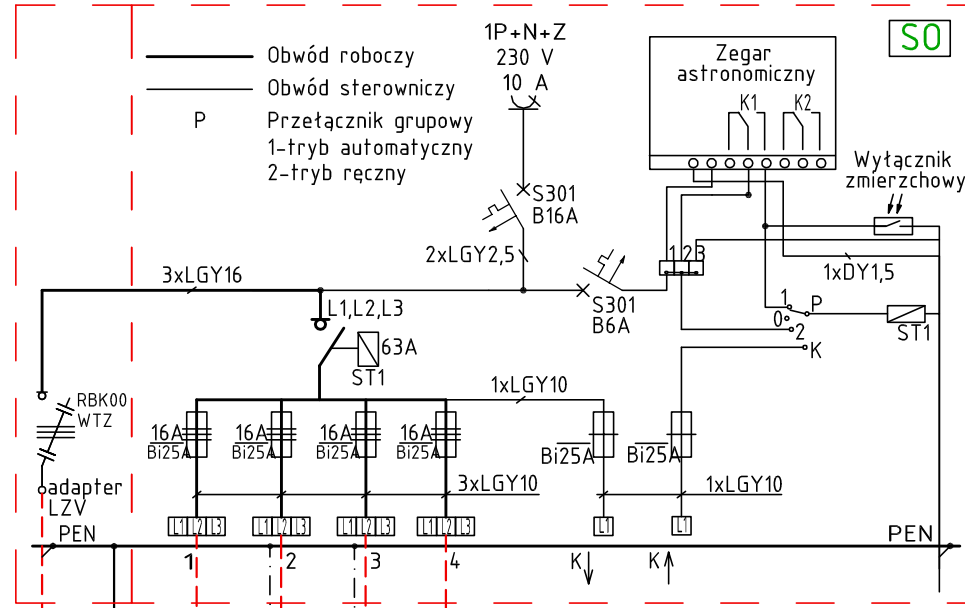 1P+N+Z
230 V
10 A
SO
Obwód roboczy
Obwód sterowniczy
P Przełącznik grupowy
1-tryb automatyczny
2-tryb ręczny
Zegar
astronomiczny
K1 K2
Wyłącznik
zmierzchowy
S301
B16A
2xLGY2,5
1 2 3
1xDY1,5
3xLGY16
L1,L2,L3
S301
B6A
1
P
0
2
K
ST1
63A
ST1
1xLGY10
RBK00
WTZ
16A
Bi25A
16A
Bi25A
16A
Bi25A
16A
Bi25A
Bi25A
Bi25A
adapter
LZV
3xLGY10
1xLGY10
L1 L2 L3
L1 L2 L3
L1 L2 L3
L1 L2 L3
L1
L1
PEN
PEN
1 2 3 4 K K